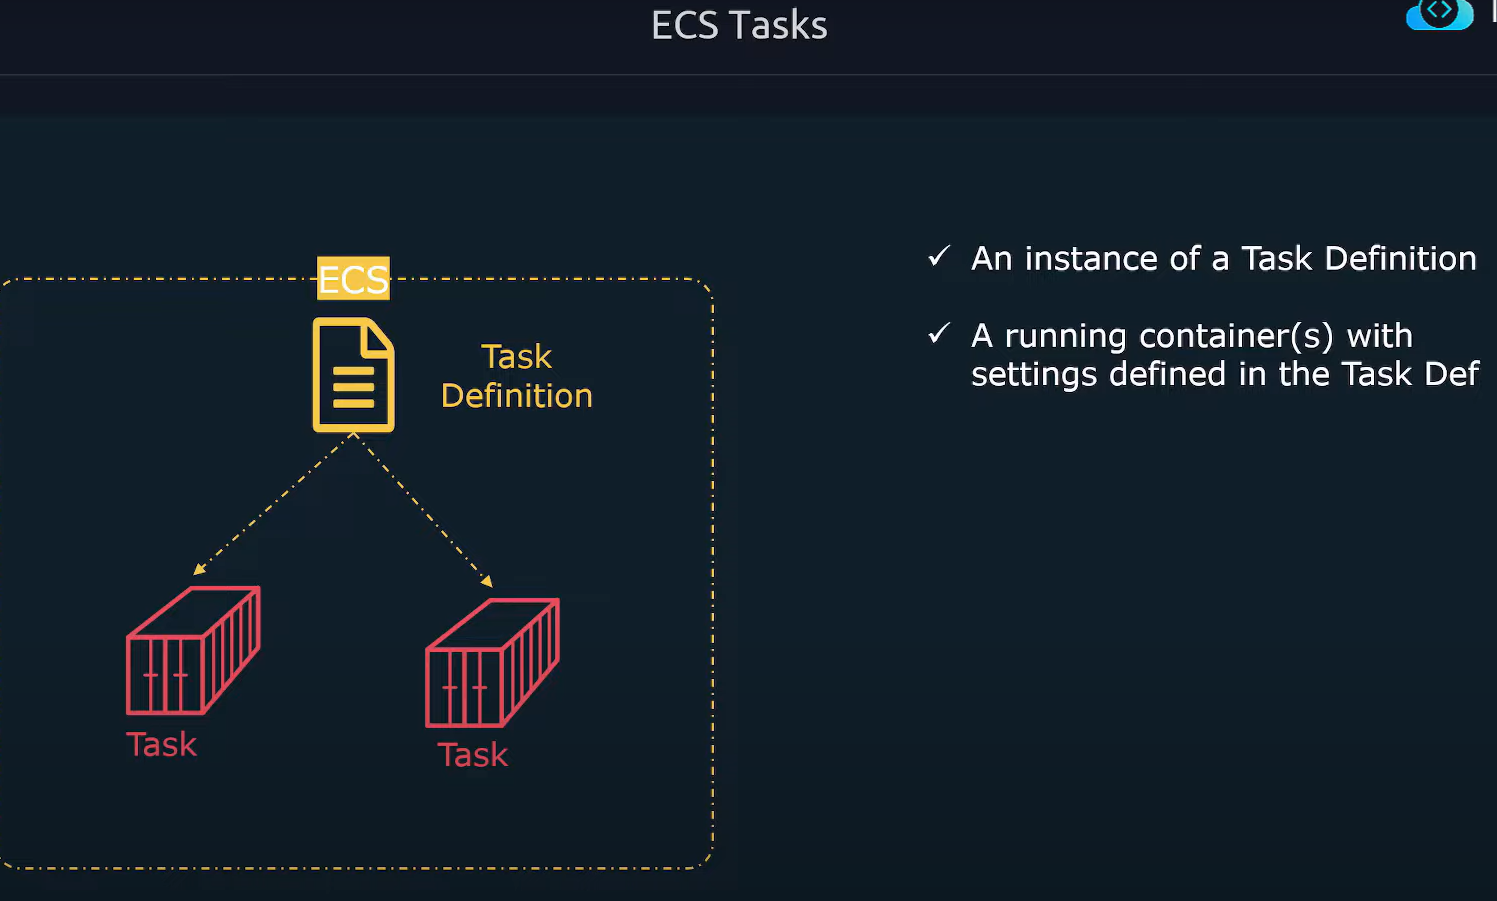 ECS Tasks
ECS
Task
Definition
Task
Task
✓ An instance of a Task Definition
✓ A running container(s) with
settings defined in the Task Def